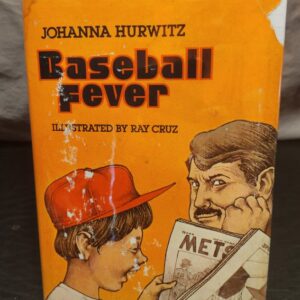 JOHANNA HURWITZ
Baseball
Fever
ILLUSTRATED BY RAY CRUZ
METS